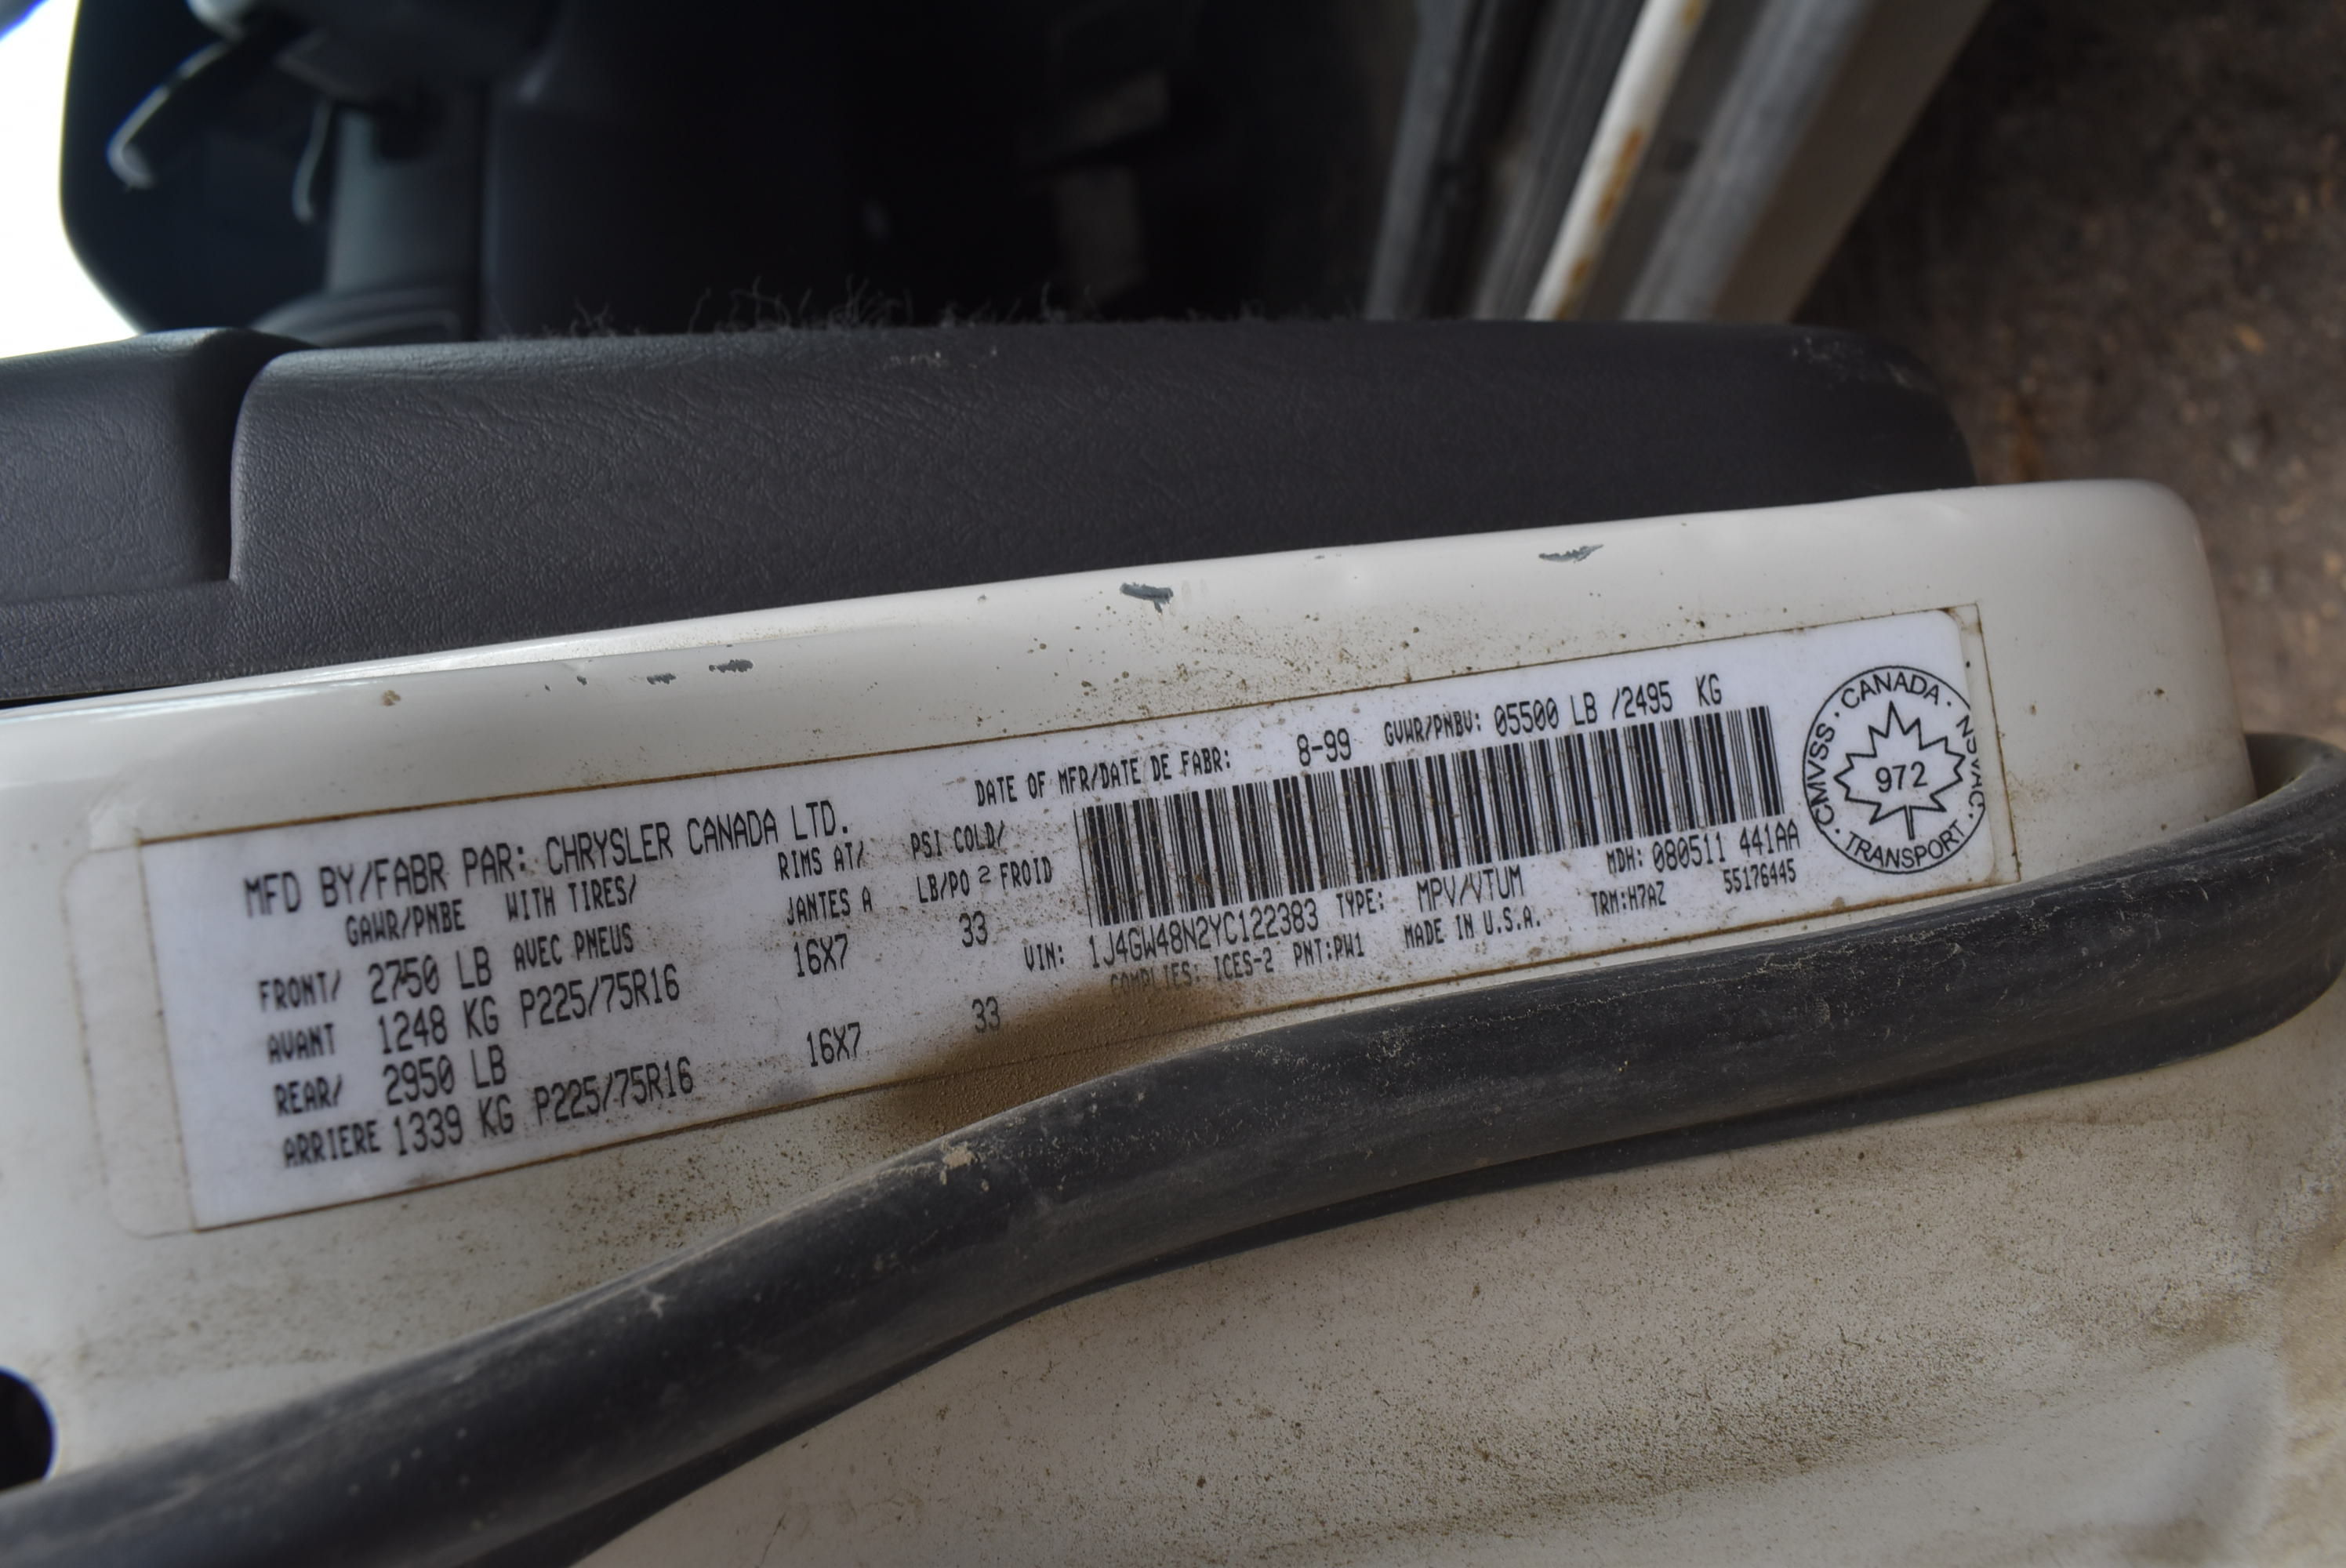 MFD BY/FABR PAR: CHRYSLER CANADA LTD.
DATE OF MFR/DATE DE FABR: 8-99 GVWR/PNBV: 05500 LB /2495 KG
GAWR/PNBE WITH TIRES/ RIMS AT/ PSI COLD/
AVEC PNEUS JANTES A LB/PO 2 FROID
FRONT/ 2750 LB
AVANT 1248 KG P225/75R16 16X7 33
REAR/ 2950 LB
ARRIERE 1339 KG P225/75R16 16X7 33
MDH: 080511 441AA
VIN: 1J4GW48N2YC122383 TYPE: MPV/VTUM TRM:H7AZ 55176445
COMPLIES: ICES-2 PNT:PW1 MADE IN U.S.A.
CANADA · NSVAC · TRANSPORT · CMVSS ·
972